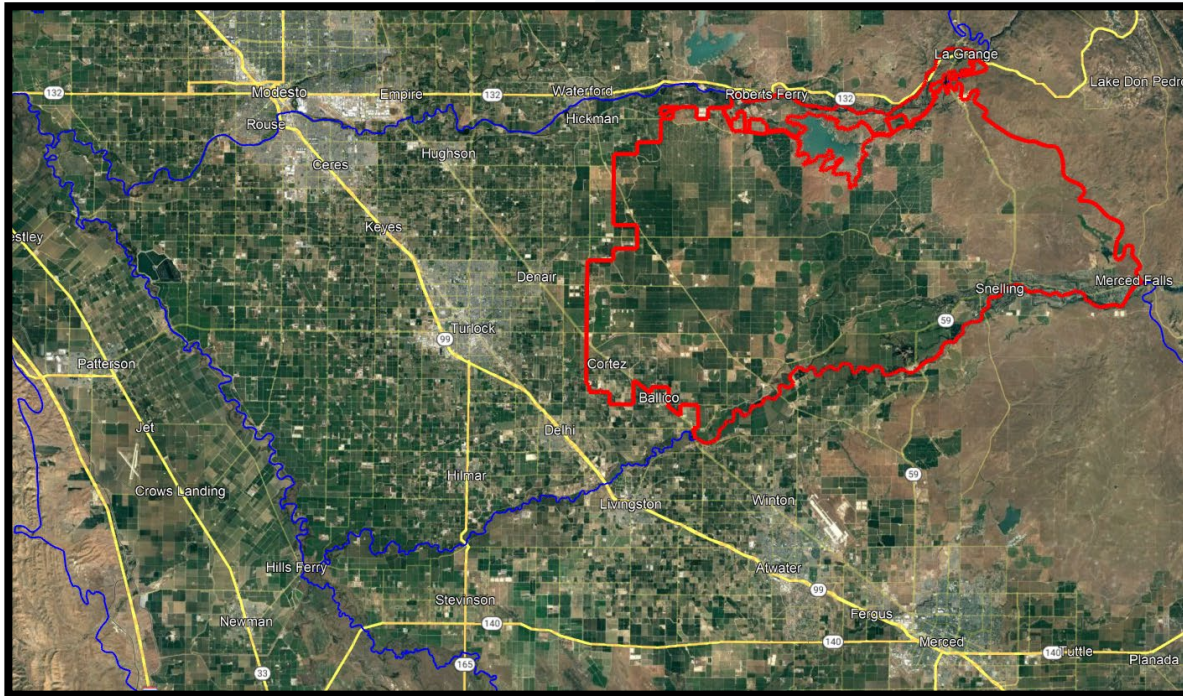 La Grange
Lake Don Pedro
132
Modesto
Empire
132
Waterford
Roberts Ferry
132
Rouse
Hickman
Ceres
Hughson
Keyes
estley
Denair
Snelling
Merced Falls
59
Turlock
99
Patterson
Cortez
Ballico
Jet
Delhi
Hilmar
59
Crows Landing
Livingston
Winton
Hills Ferry
Atwater
99
Stevinson
Fergus
Newman
140
140
Merced
140
Tuttle
Planada
165
33